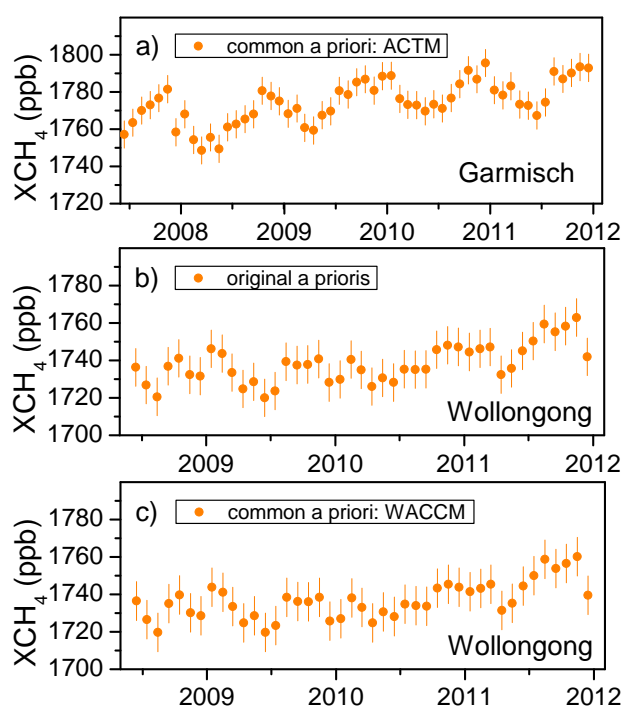 a) common a priori: ACTM
XCH4 (ppb)
1800
1780
1760
1740
1720
Garmisch
2008 2009 2010 2011 2012
b) original a prioris
XCH4 (ppb)
1780
1760
1740
1720
1700
Wollongong
2009 2010 2011 2012
c) common a priori: WACCM
XCH4 (ppb)
1780
1760
1740
1720
1700
Wollongong
2009 2010 2011 2012